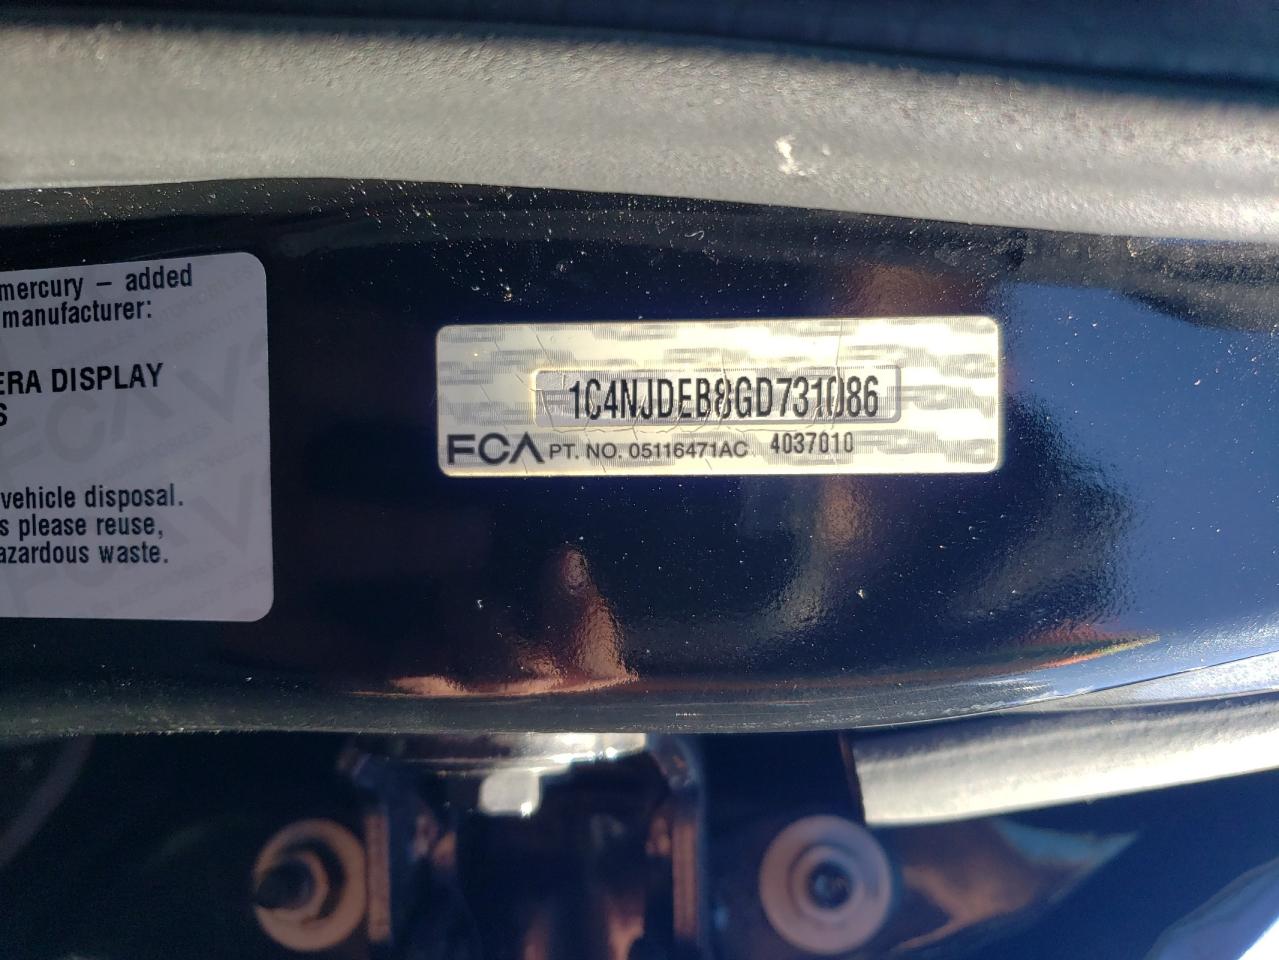 mercury – added
manufacturer:
ERA DISPLAY
S
vehicle disposal.
s please reuse,
azardous waste.
1C4NJDEB8GD731086
FCA PT. NO. 05116471AC 4037010